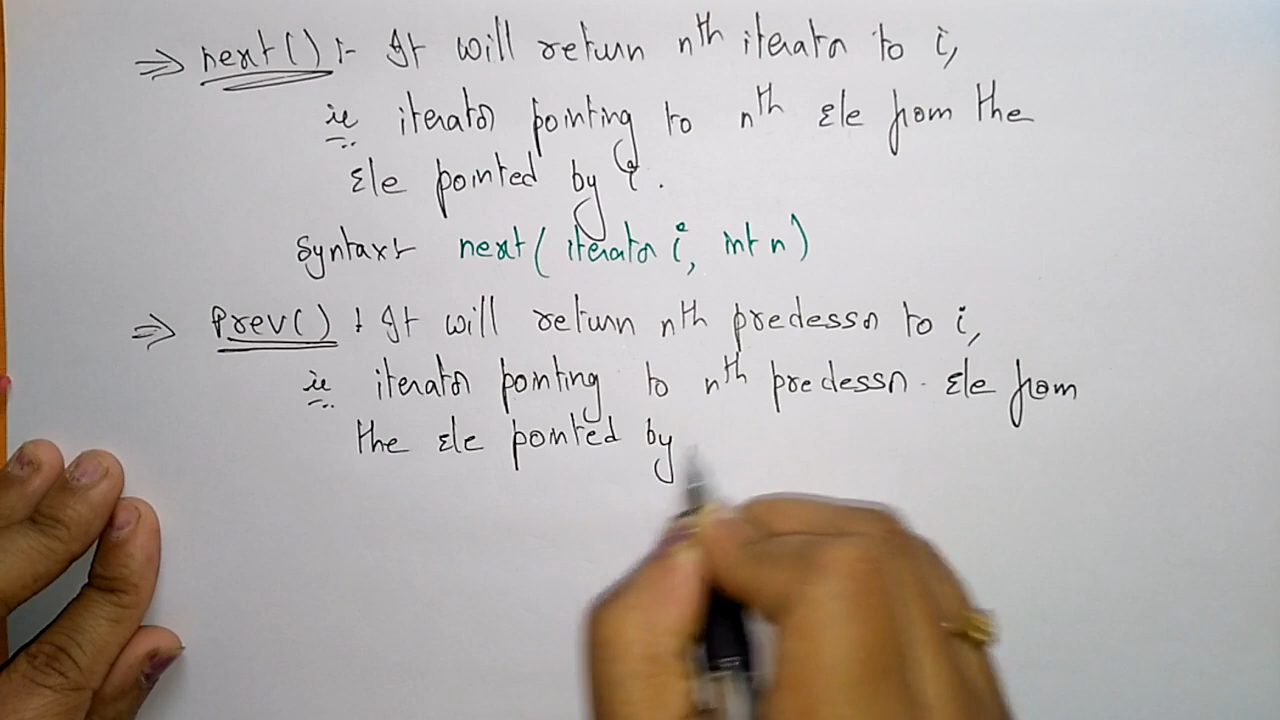 ⇒ next() :- It will return nth iterator to i,
ie iterator pointing to nth Ele from the
Ele pointed by i.
Syntax:- next( iterator i, int n)
⇒ Prev() : It will return nth predessor to i,
ie iterator pointing to nth predessor Ele from
the Ele pointed by